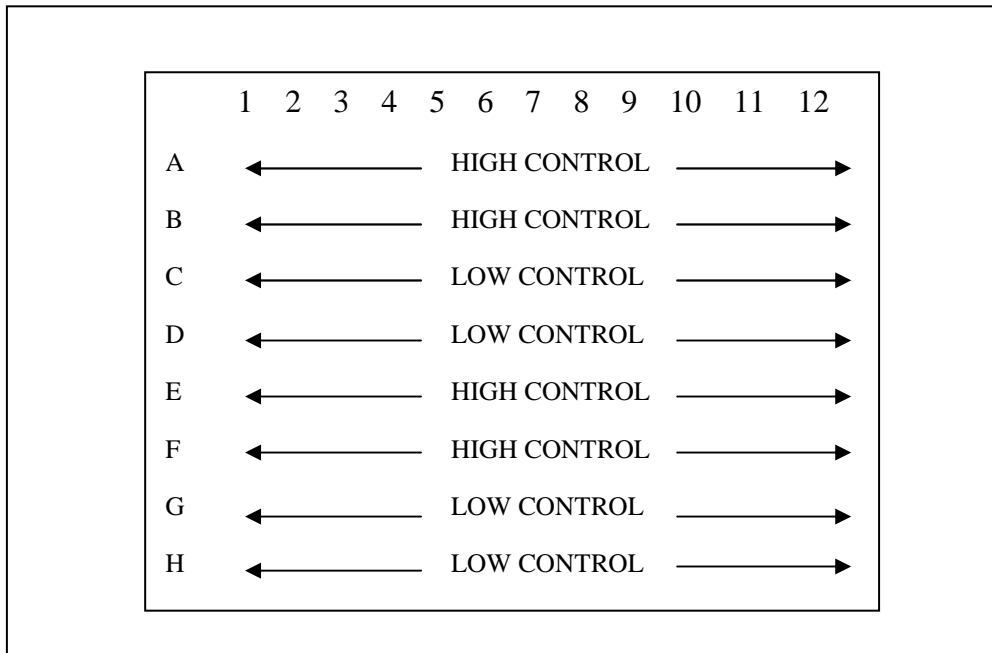 1 2 3 4 5 6 7 8 9 10 11 12
A HIGH CONTROL
B HIGH CONTROL
C LOW CONTROL
D LOW CONTROL
E HIGH CONTROL
F HIGH CONTROL
G LOW CONTROL
H LOW CONTROL